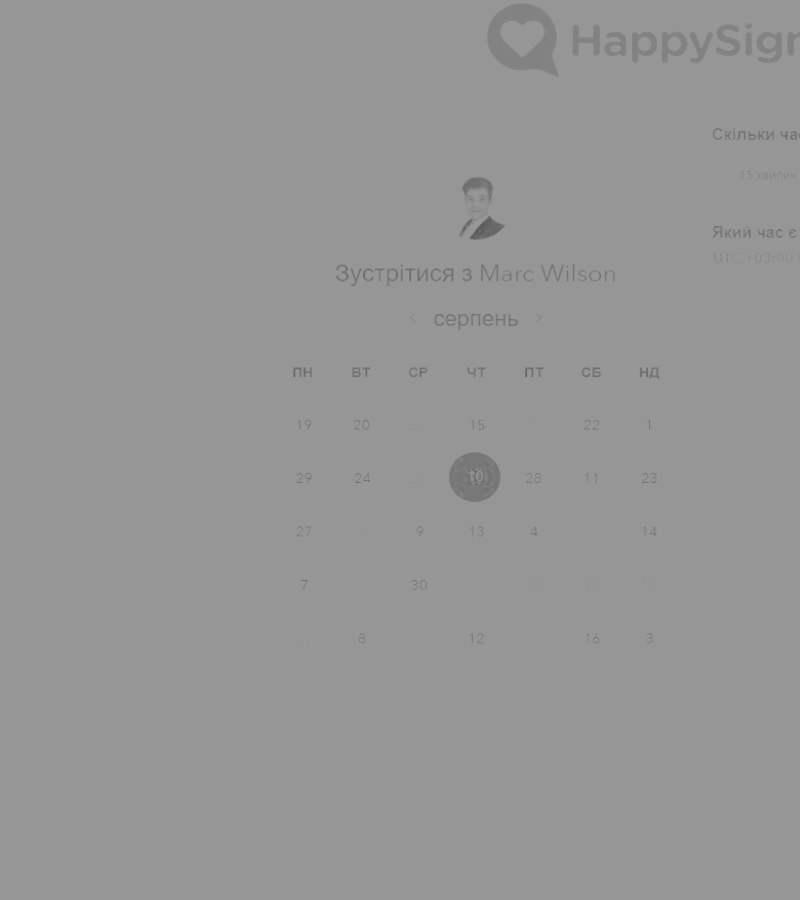 HappySign
Скільки час
15 хвилин
Який час є
UTC +03:00
Зустрітися з Marc Wilson
серпень
ПН ВТ СР ЧТ ПТ СБ НД
19 20 15 22 1
29 24 10 28 11 23
27 9 13 4 14
7 30
8 12 16 3